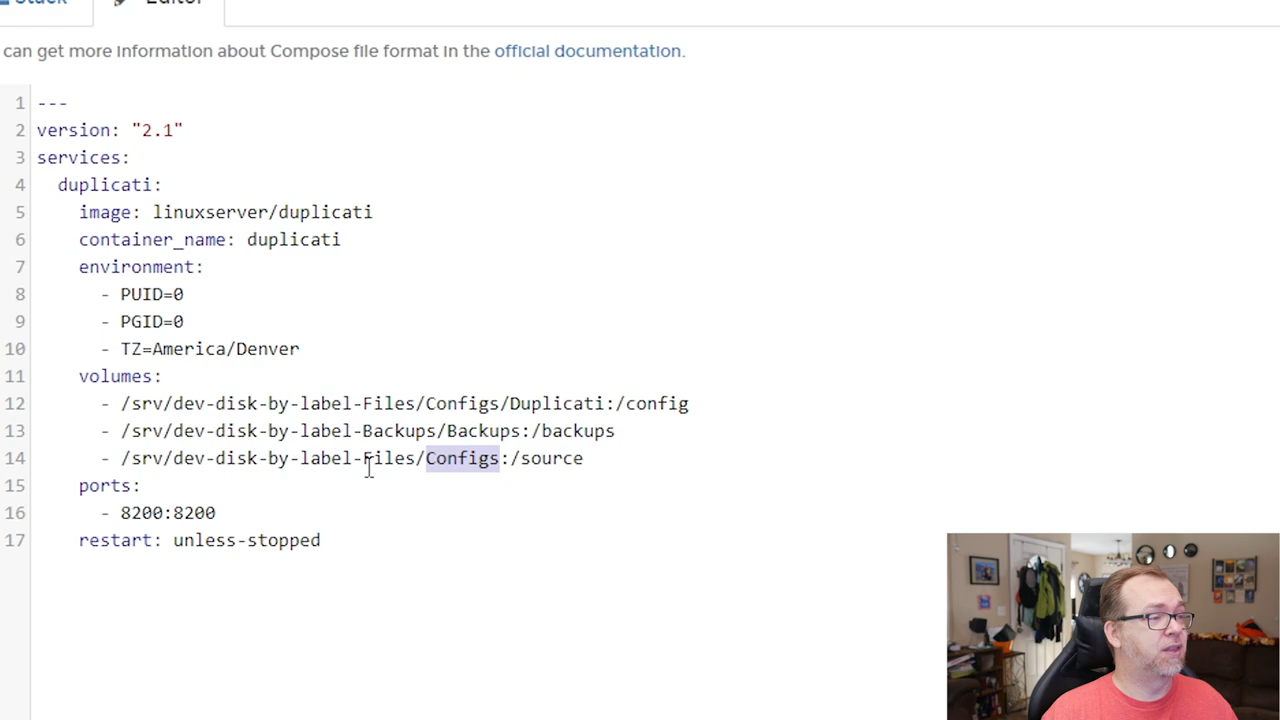 Stack Editor
can get more information about Compose file format in the official documentation.
1 ---
2 version: "2.1"
3 services:
4 duplicati:
5 image: linuxserver/duplicati
6 container_name: duplicati
7 environment:
8 - PUID=0
9 - PGID=0
10 - TZ=America/Denver
11 volumes:
12 - /srv/dev-disk-by-label-Files/Configs/Duplicati:/config
13 - /srv/dev-disk-by-label-Backups/Backups:/backups
14 - /srv/dev-disk-by-label-Files/Configs:/source
15 ports:
16 - 8200:8200
17 restart: unless-stopped